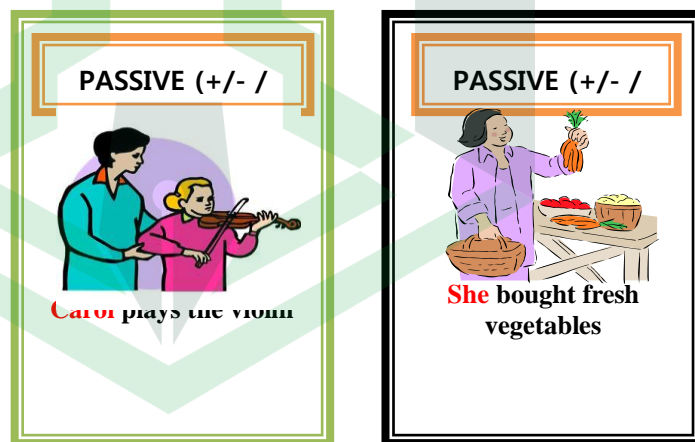 PASSIVE (+/- /
Carol plays the violin
PASSIVE (+/- /
She bought fresh
vegetables